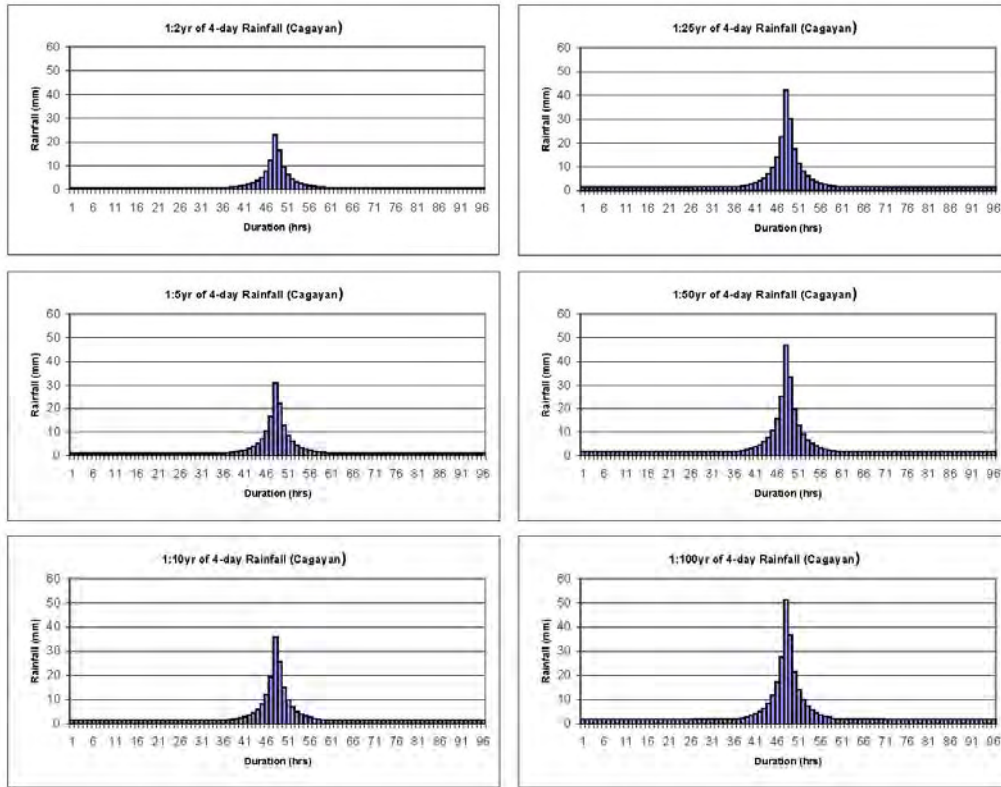 1:2yr of 4-day Rainfall (Cagayan)
60
50
40
30
20
10
0
Rainfall (mm)
1 6 11 16 21 26 31 36 41 46 51 56 61 66 71 76 81 86 91 96
Duration (hrs)
1:25yr of 4-day Rainfall (Cagayan)
60
50
40
30
20
10
0
Rainfall (mm)
1 6 11 16 21 26 31 36 41 46 51 56 61 66 71 76 81 86 91 96
Duration (hrs)
1:5yr of 4-day Rainfall (Cagayan)
60
50
40
30
20
10
0
Rainfall (mm)
1 6 11 16 21 26 31 36 41 46 51 56 61 66 71 76 81 86 91 96
Duration (hrs)
1:50yr of 4-day Rainfall (Cagayan)
60
50
40
30
20
10
0
Rainfall (mm)
1 6 11 16 21 26 31 36 41 46 51 56 61 66 71 76 81 86 91 96
Duration (hrs)
1:10yr of 4-day Rainfall (Cagayan)
60
50
40
30
20
10
0
Rainfall (mm)
1 6 11 16 21 26 31 36 41 46 51 56 61 66 71 76 81 86 91 96
Duration (hrs)
1:100yr of 4-day Rainfall (Cagayan)
60
50
40
30
20
10
0
Rainfall (mm)
1 6 11 16 21 26 31 36 41 46 51 56 61 66 71 76 81 86 91 96
Duration (hrs)